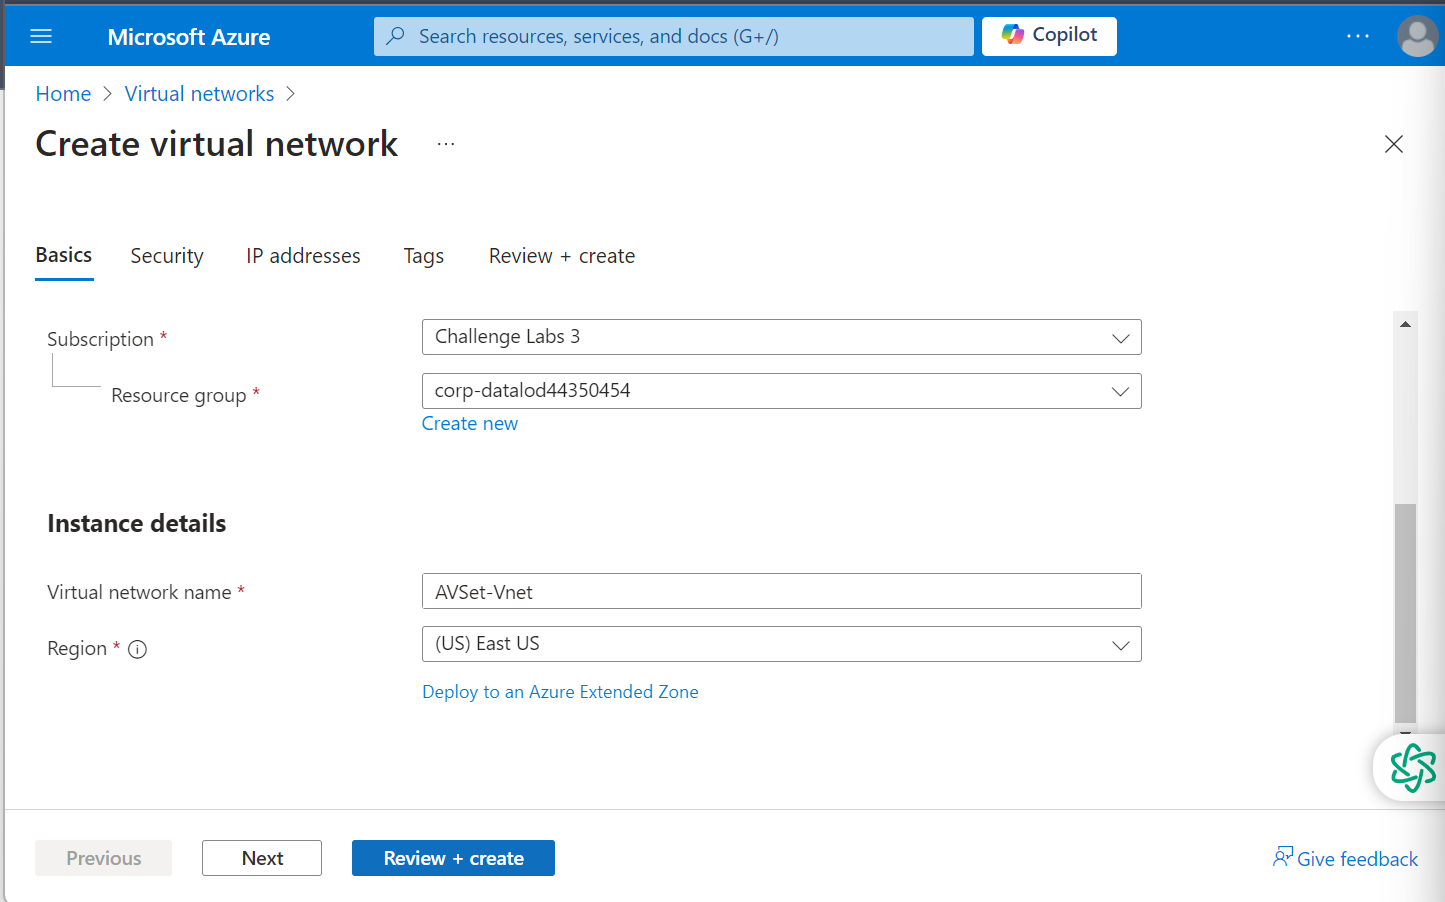 Microsoft Azure
Search resources, services, and docs (G+/)
Copilot
...
Home > Virtual networks >
Create virtual network ...
Basics Security IP addresses Tags Review + create
Subscription *
Challenge Labs 3
Resource group *
corp-datalod44350454
Create new
Instance details
Virtual network name *
AVSet-Vnet
Region *
(US) East US
Deploy to an Azure Extended Zone
Previous Next Review + create Give feedback